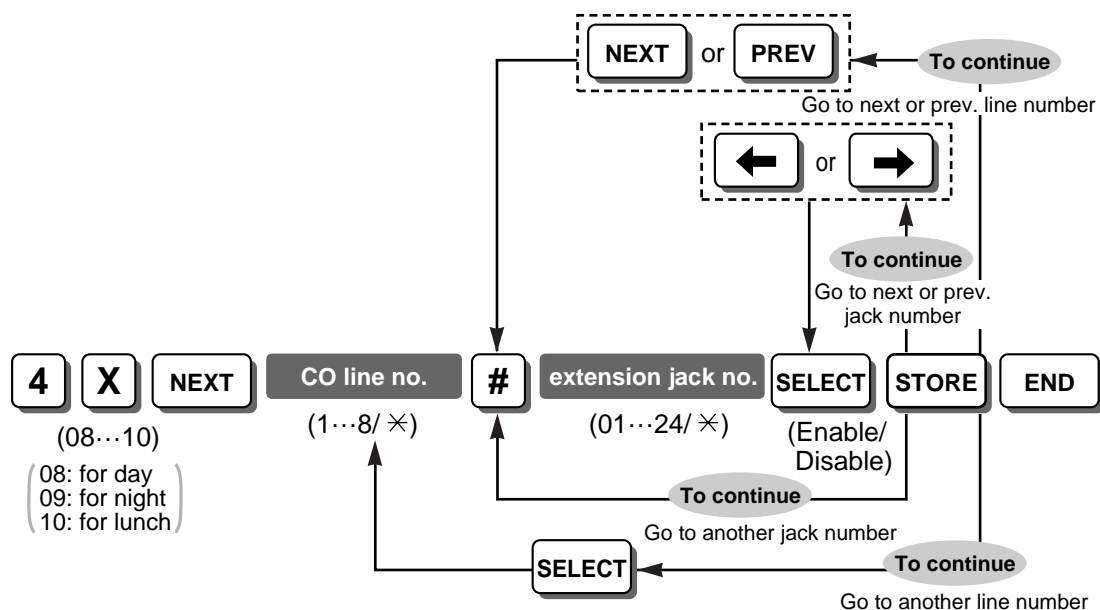 NEXT or PREV
To continue
Go to next or prev. line number
← or →
To continue
Go to next or prev.
jack number
4 X NEXT CO line no. # extension jack no. SELECT STORE END
(08···10)
08: for day
09: for night
10: for lunch
(1···8/ ✳)
(01···24/ ✳)
(Enable/
Disable)
To continue
Go to another jack number
SELECT
To continue
Go to another line number